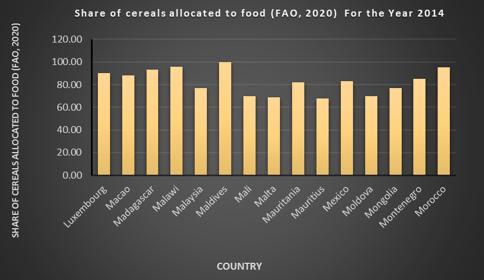 Share of cereals allocated to food (FAO, 2020)  For the Year 2014
SHARE OF CEREALS ALLOCATED TO FOOD (FAO, 2020)
120.00
100.00
80.00
60.00
40.00
20.00
0.00
Luxembourg
Macao
Madagascar
Malawi
Malaysia
Maldives
Mali
Malta
Mauritania
Mauritius
Mexico
Moldova
Mongolia
Montenegro
Morocco
COUNTRY